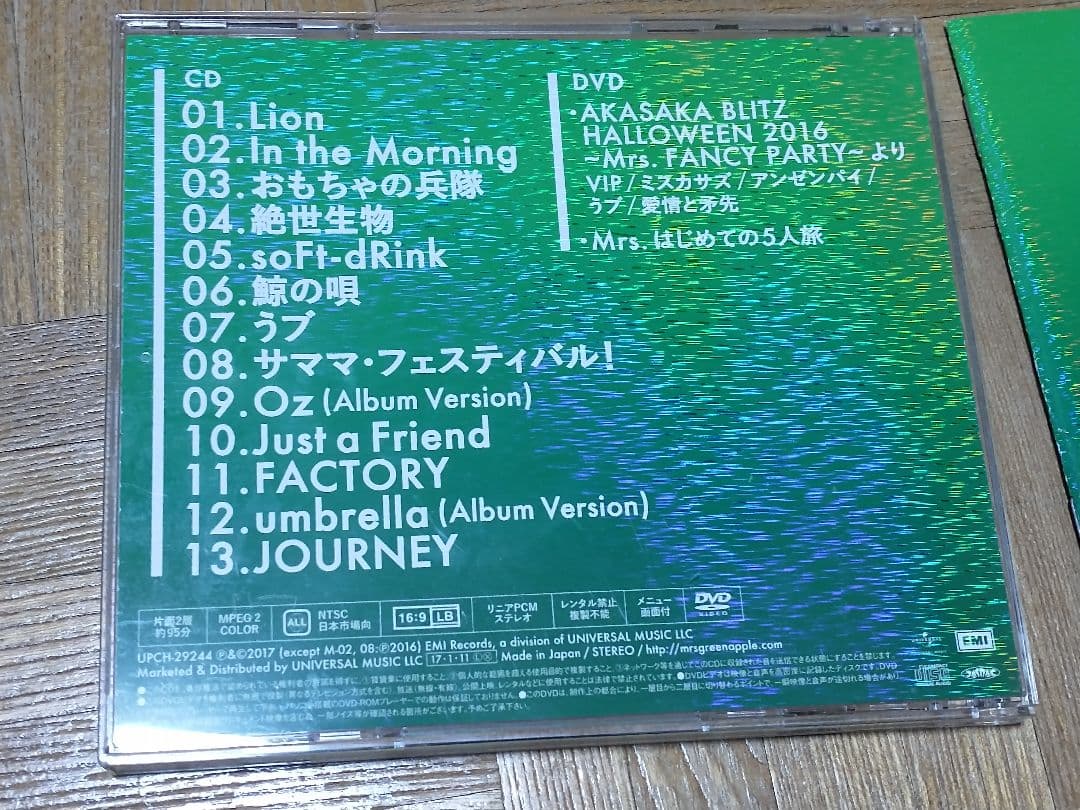 CD
01.Lion
02.In the Morning
03.おもちゃの兵隊
04.絶世生物
05.soFt-dRink
06.鯨の唄
07.うブ
08.サママ・フェスティバル!
09.Oz (Album Version)
10.Just a Friend
11.FACTORY
12.umbrella (Album Version)
13.JOURNEY
DVD
・AKASAKA BLITZ
HALLOWEEN 2016
~Mrs. FANCY PARTY~より
VIP/ミスカサズ/アンゼンパイ/
うブ/愛情と矛先
・Mrs. はじめての5人旅
片面2層
約95分
MPEG 2
COLOR
ALL
NTSC
日本市場向
16:9 LB
リニアPCM
ステレオ
レンタル禁止
複製不能
メニュー
画面付
DVD
VIDEO
UPCH-29244 Ⓟ&©2017 (except M-02, 08:Ⓟ2016) EMI Records, a division of UNIVERSAL MUSIC LLC
Marketed & Distributed by UNIVERSAL MUSIC LLC 17・1・11 Made in Japan / STEREO / http://mrsgreenapple.com
EMI